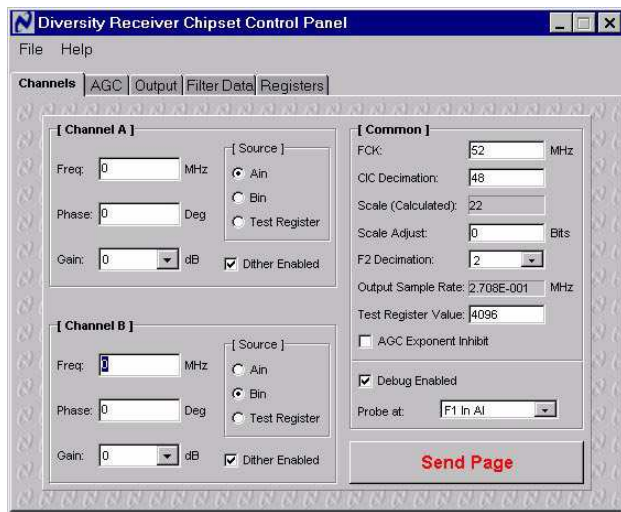 Diversity Receiver Chipset Control Panel
File Help
Channels AGC Output Filter Data Registers
[ Channel A ]
Freq: 0 MHz
Phase: 0 Deg
Gain: 0 dB
[ Source ]
Ain
Bin
Test Register
Dither Enabled
[ Channel B ]
Freq: 0 MHz
Phase: 0 Deg
Gain: 0 dB
[ Source ]
Ain
Bin
Test Register
Dither Enabled
[ Common ]
FCK: 52 MHz
CIC Decimation: 48
Scale (Calculated): 22
Scale Adjust: 0 Bits
F2 Decimation: 2
Output Sample Rate: 2.708E-001 MHz
Test Register Value: 4096
AGC Exponent Inhibit
Debug Enabled
Probe at: F1 In AI
Send Page